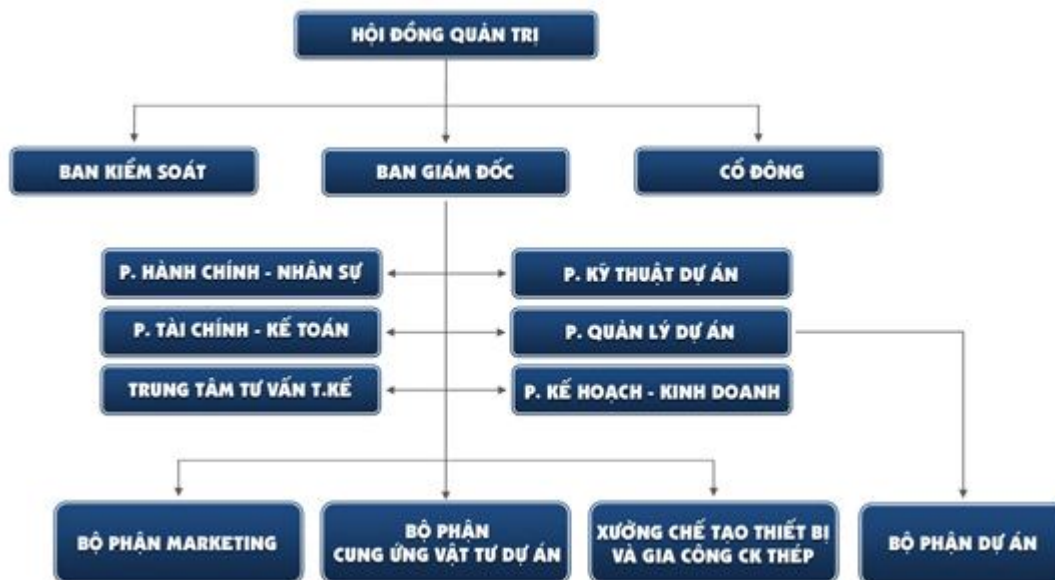 HỘI ĐỒNG QUẢN TRỊ
BAN KIỂM SOÁT
BAN GIÁM ĐỐC
CỔ ĐÔNG
P. HÀNH CHÍNH - NHÂN SỰ
P. KỸ THUẬT DỰ ÁN
P. TÀI CHÍNH - KẾ TOÁN
P. QUẢN LÝ DỰ ÁN
TRUNG TÂM TƯ VẤN T.KẾ
P. KẾ HOẠCH - KINH DOANH
BỘ PHẬN MARKETING
BỘ PHẬN
CUNG ỨNG VẬT TƯ DỰ ÁN
XƯỞNG CHẾ TẠO THIẾT BỊ
VÀ GIA CÔNG CK THÉP
BỘ PHẬN DỰ ÁN